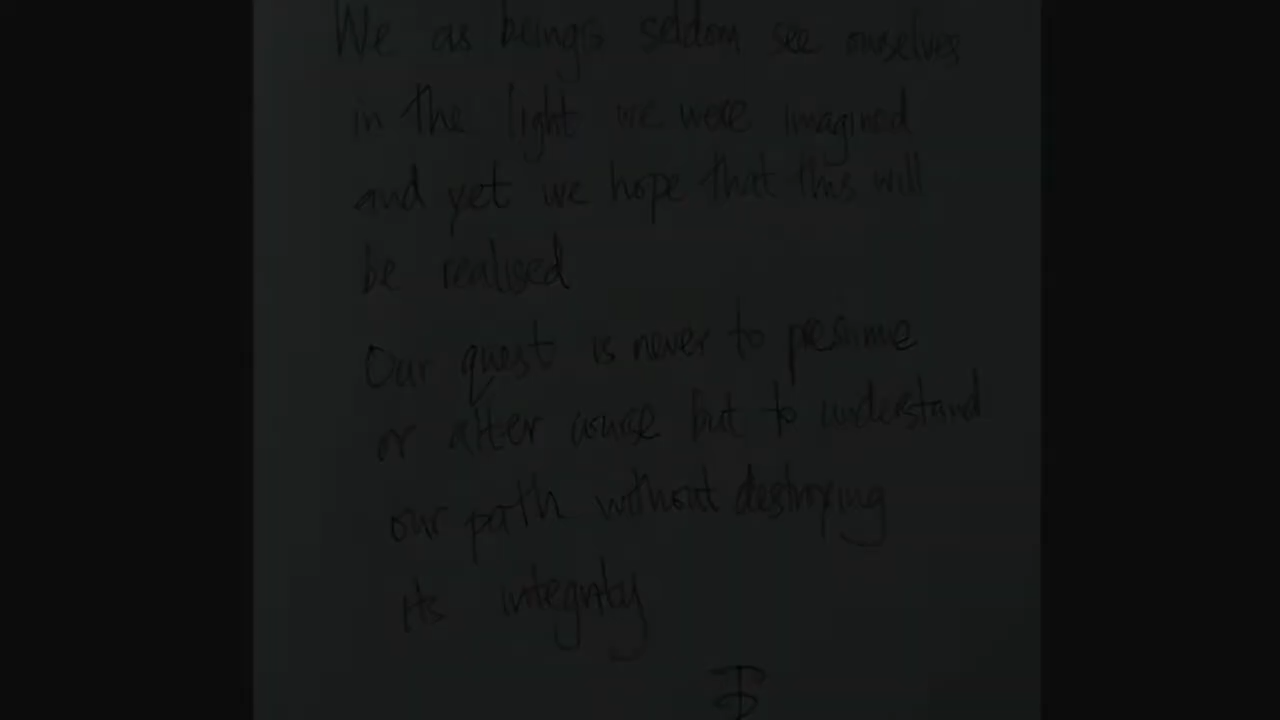 We as beings seldom see ourselves
in the light we were imagined
and yet we hope that this will
be realised
Our quest is never to presume
or alter course but to understand
our path without destroying
its integrity